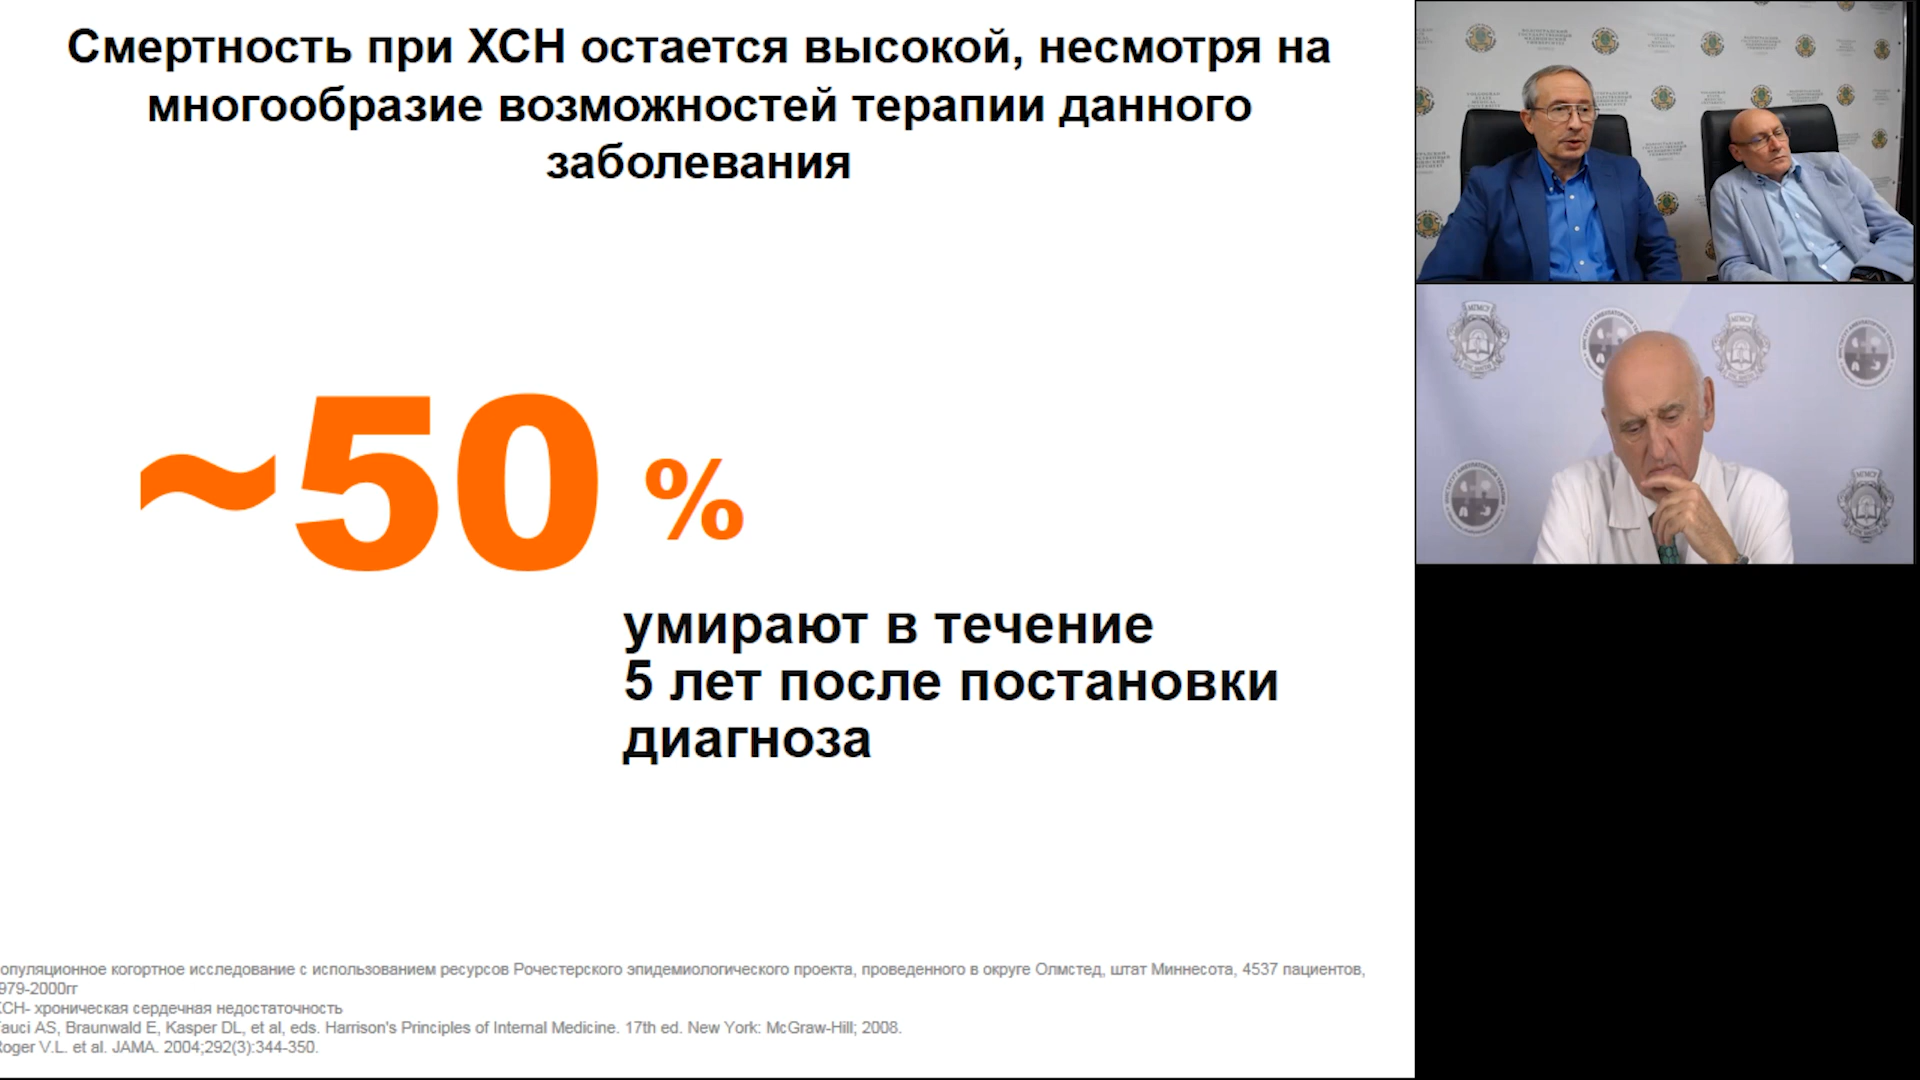 Смертность при ХСН остается высокой, несмотря на
многообразие возможностей терапии данного
заболевания
~50 %
умирают в течение
5 лет после постановки
диагноза
опуляционное когортное исследование с использованием ресурсов Рочестерского эпидемиологического проекта, проведенного в округе Олмстед, штат Миннесота, 4537 пациентов,
979-2000гг
ХСН- хроническая сердечная недостаточность
auci AS, Braunwald E, Kasper DL, et al, eds. Harrison's Principles of Internal Medicine. 17th ed. New York: McGraw-Hill; 2008.
Roger V.L. et al. JAMA. 2004;292(3):344-350.
МГМСУ